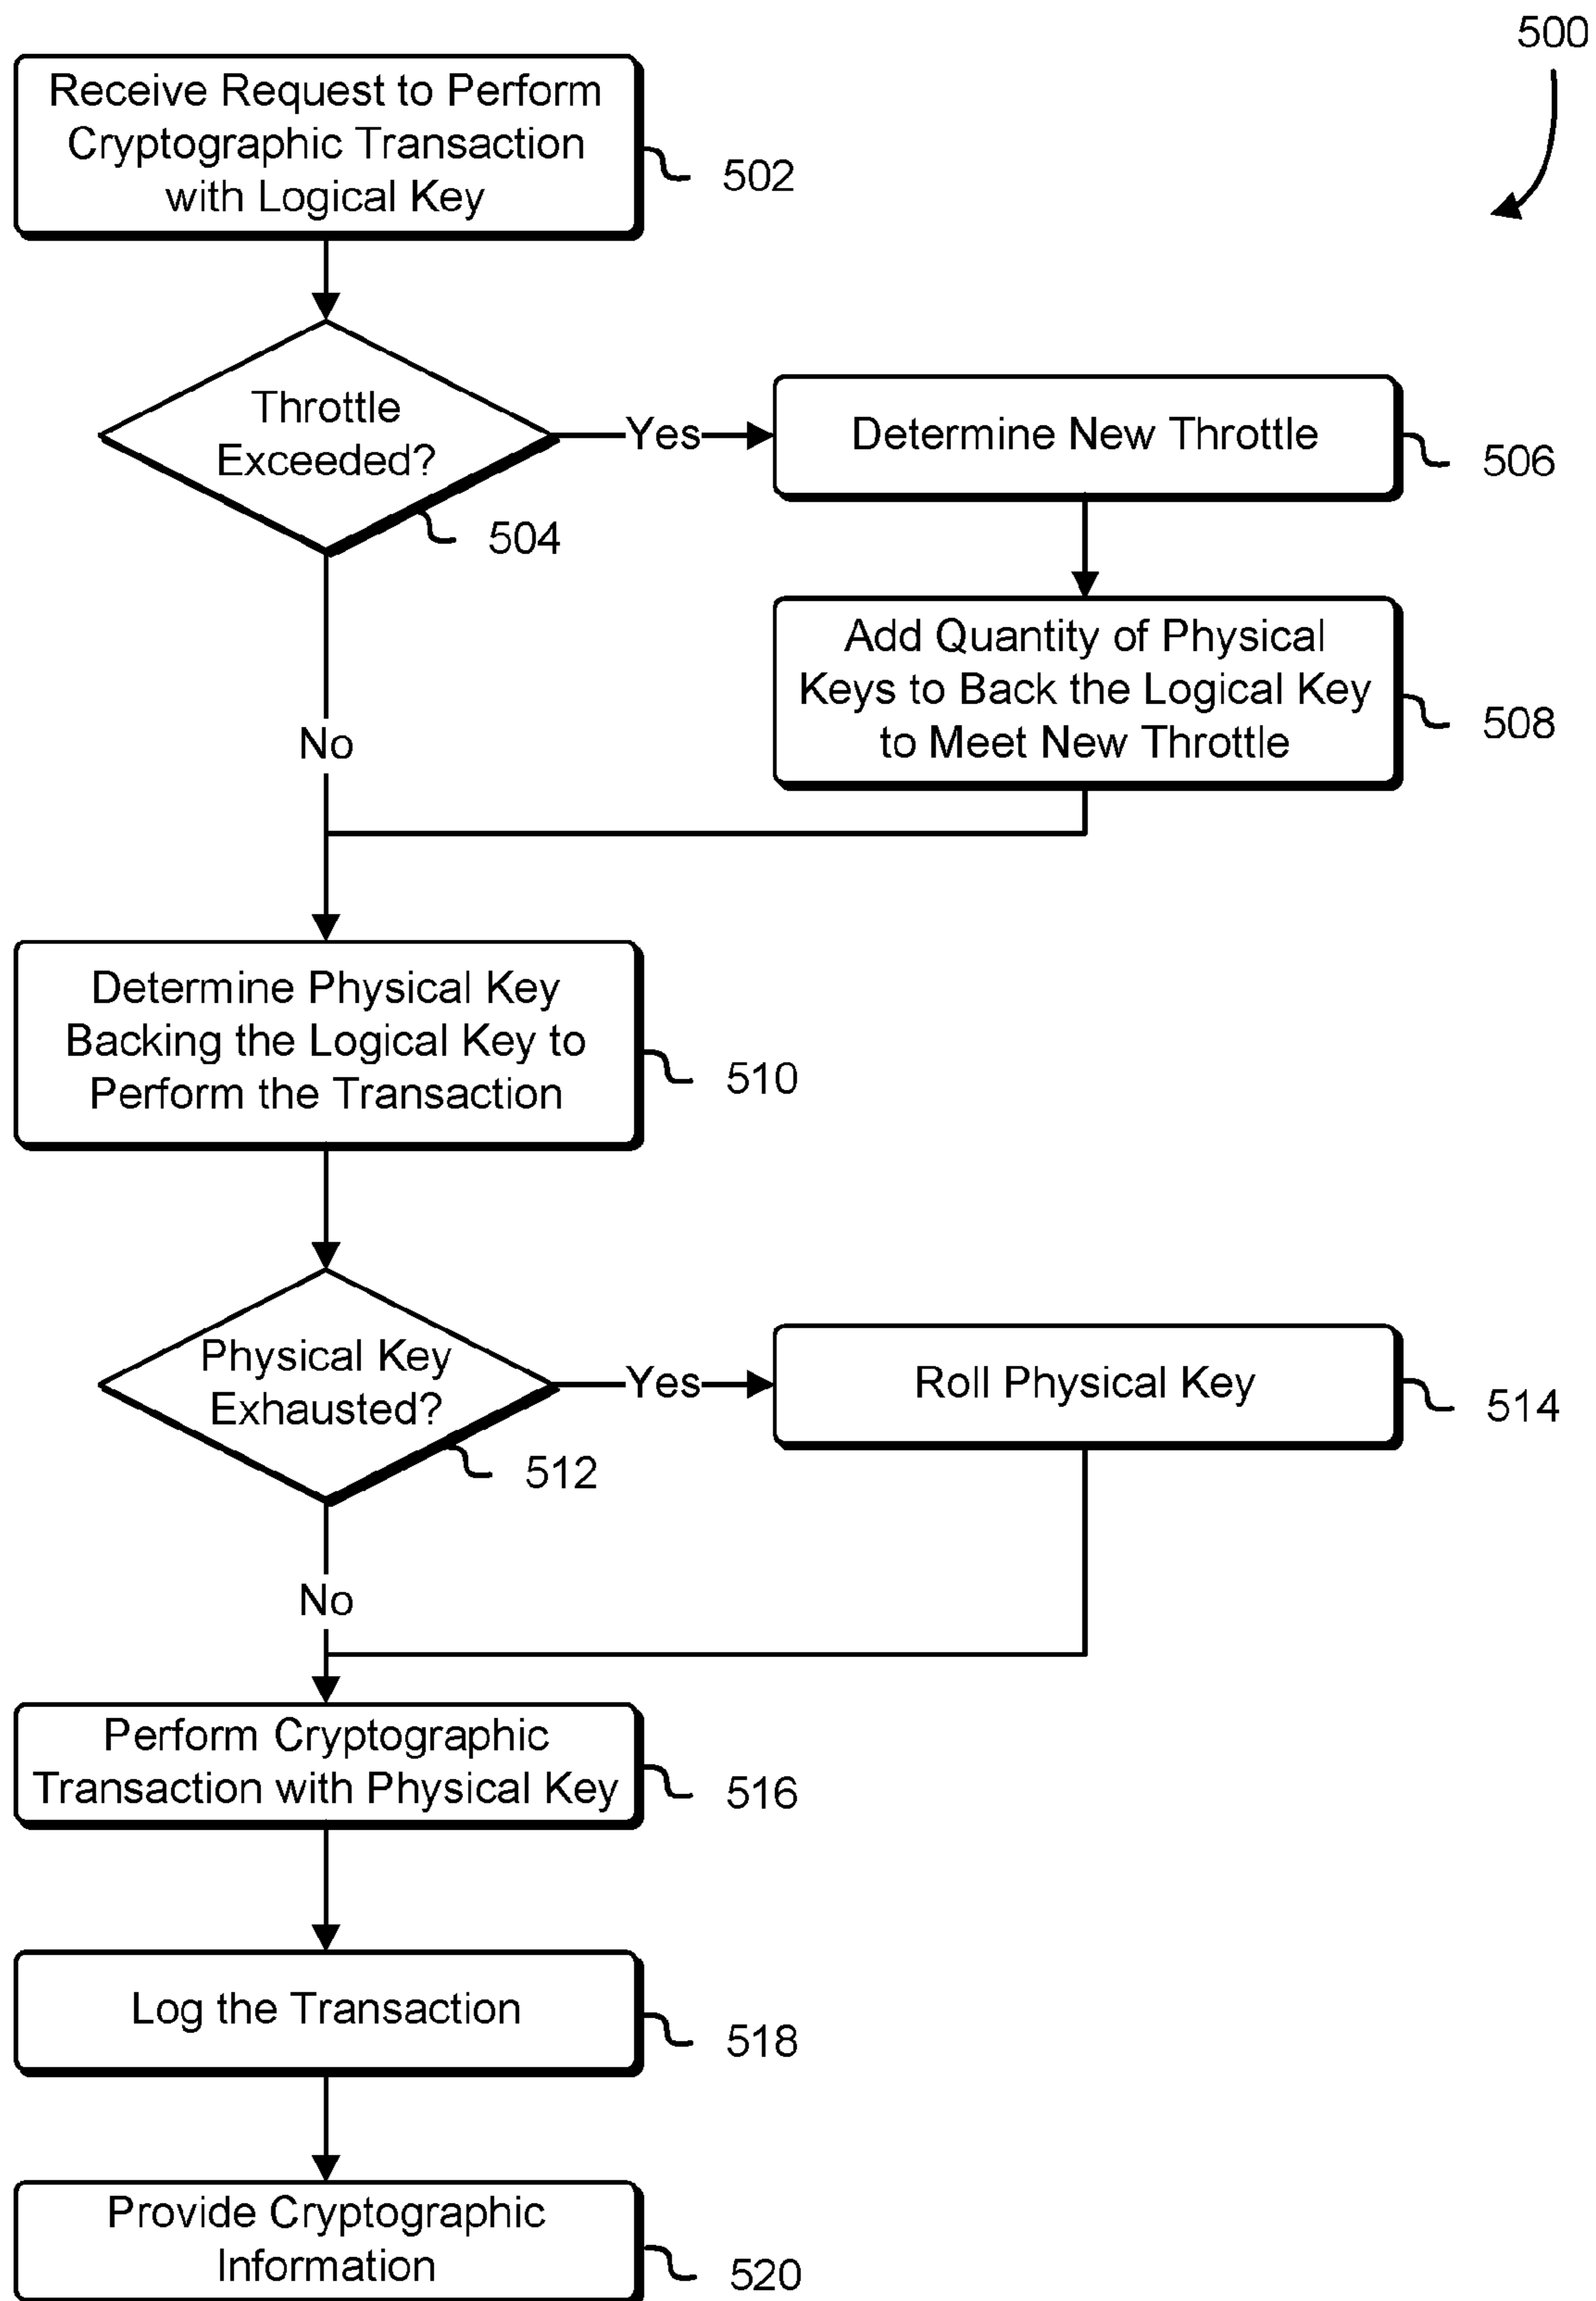 500
Receive Request to Perform
Cryptographic Transaction
with Logical Key
502
Throttle
Exceeded?
504
Yes
Determine New Throttle
506
Add Quantity of Physical
Keys to Back the Logical Key
to Meet New Throttle
508
No
Determine Physical Key
Backing the Logical Key to
Perform the Transaction
510
Physical Key
Exhausted?
512
Yes
Roll Physical Key
514
No
Perform Cryptographic
Transaction with Physical Key
516
Log the Transaction
518
Provide Cryptographic
Information
520